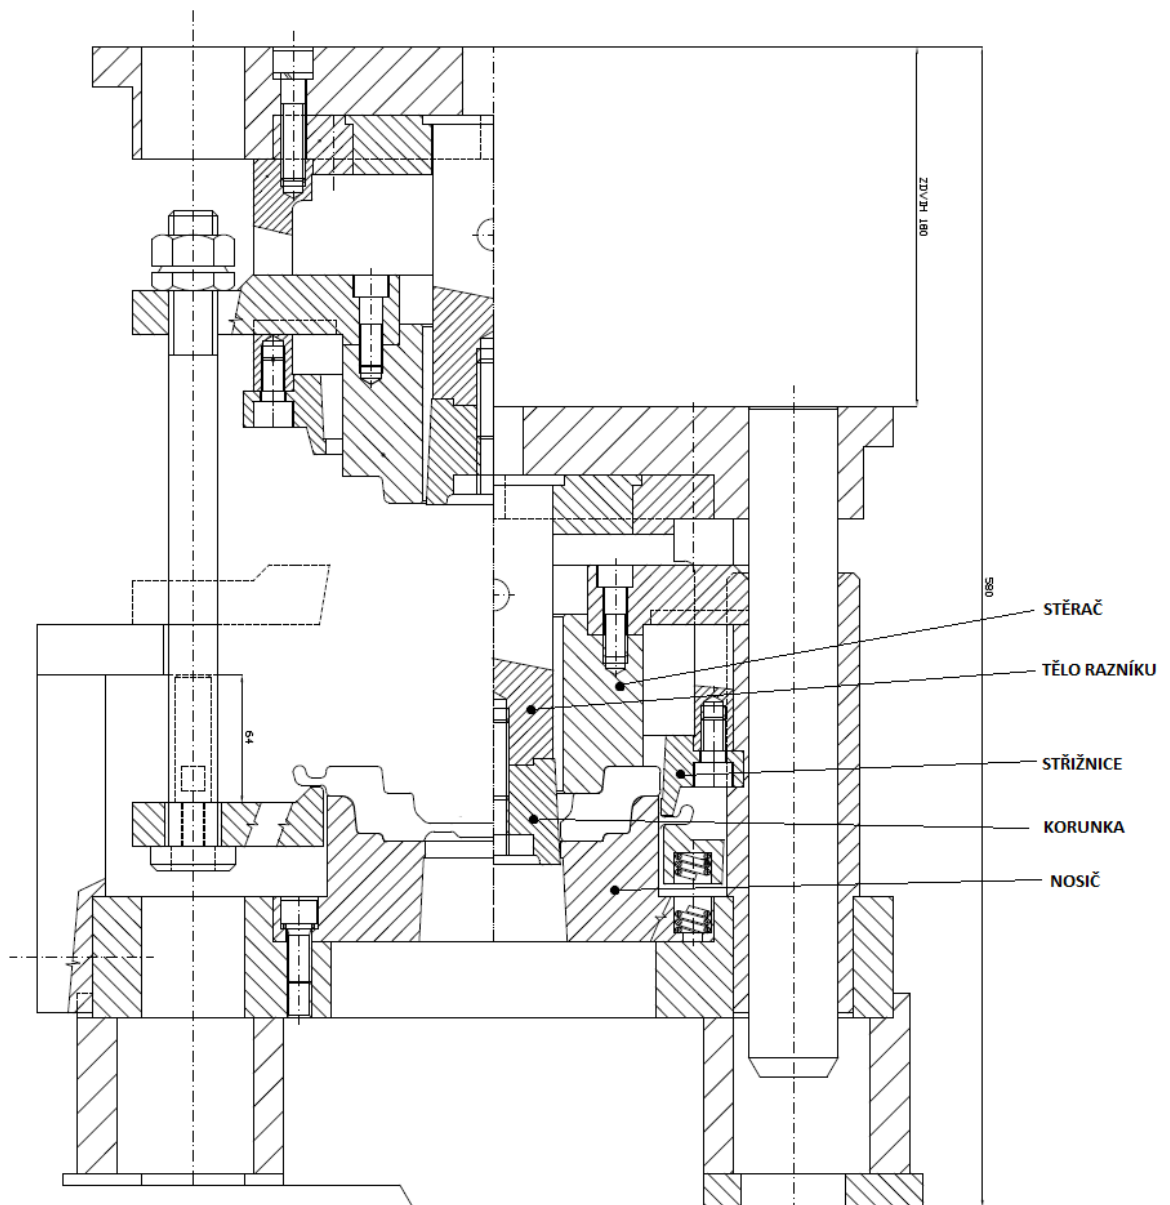 ZDVIH 180
580
STĚRAČ
TĚLO RAZNÍKU
64
STŘIŽNICE
KORUNKA
NOSIČ